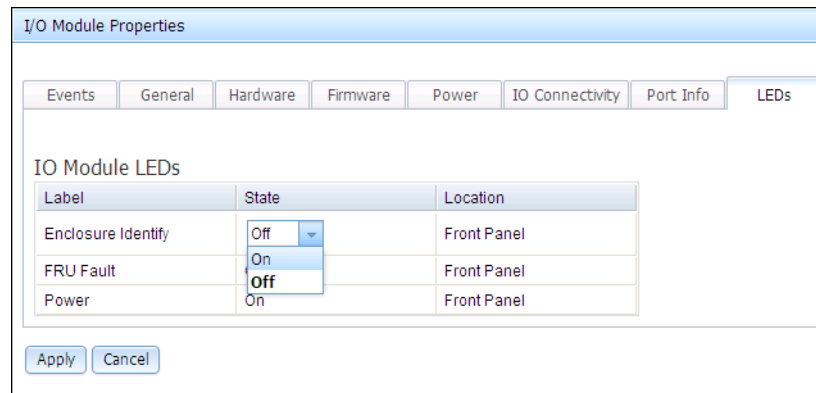 I/O Module Properties
Events General Hardware Firmware Power IO Connectivity Port Info LEDs
IO Module LEDs
Label State Location
Enclosure Identify Off Front Panel
On
FRU Fault Front Panel
Off
Power On Front Panel
Apply Cancel